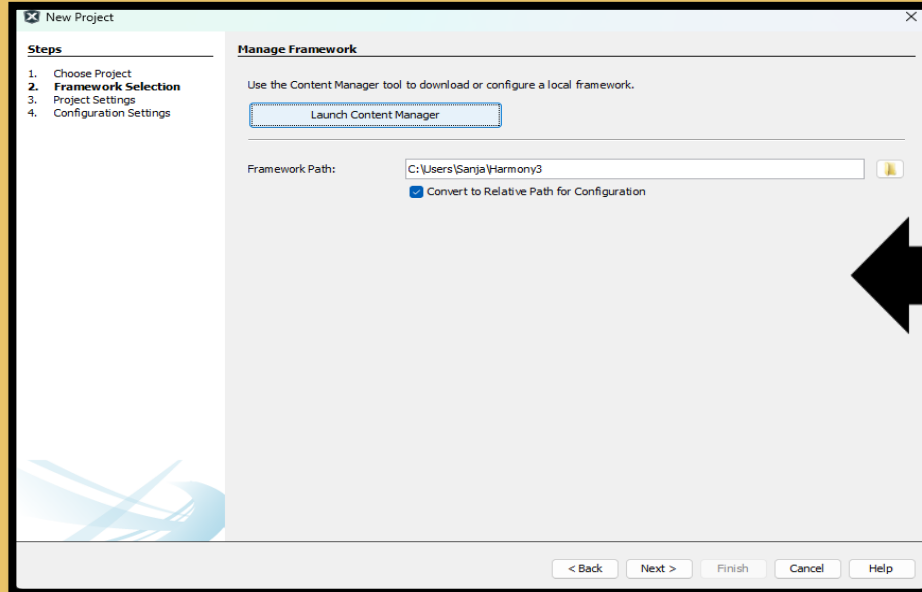 New Project
Steps
1. Choose Project
2. Framework Selection
3. Project Settings
4. Configuration Settings
Manage Framework
Use the Content Manager tool to download or configure a local framework.
Launch Content Manager
Framework Path: C:\Users\Sanja\Harmony3
Convert to Relative Path for Configuration
< Back Next > Finish Cancel Help